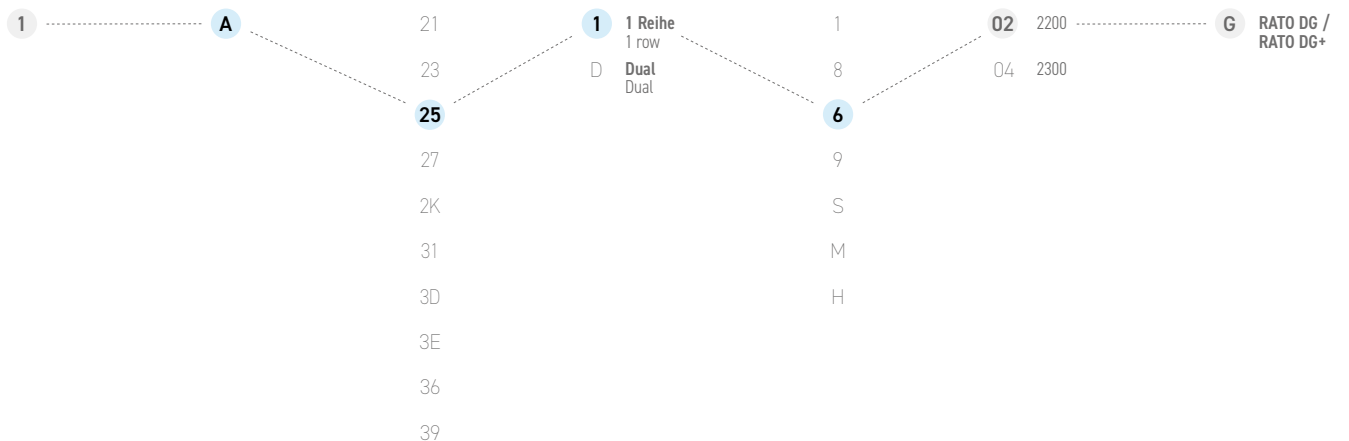 1 A 21 1 1 Reihe 1 02 2200 G RATO DG /
1 row RATO DG+
23 D Dual 8 04 2300
Dual
25 6
27 9
2K S
31 M
3D H
3E
36
39